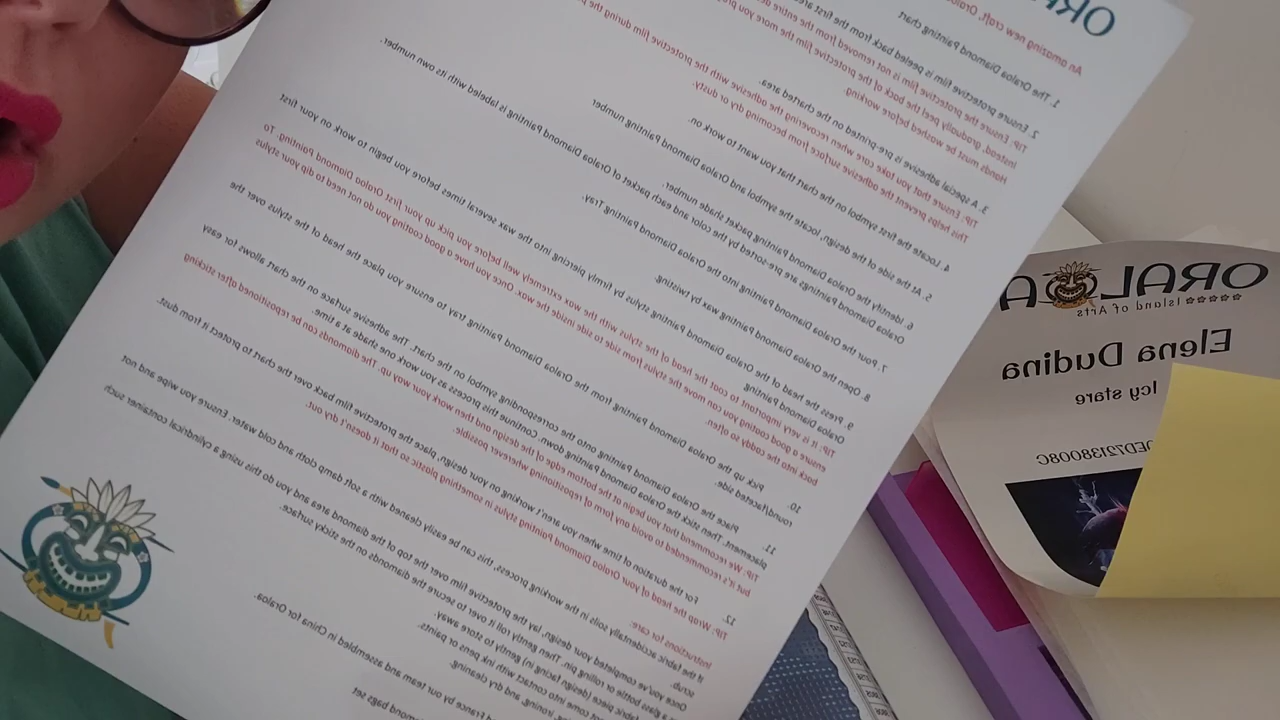 ORAL
An amazing new craft, Oraloa Diamond Painting
1. The Oraloa Diamond Painting chart
2. Ensure protective film is peeled back from the first area
TIP: Ensure the protective film is not removed from the entire
Instead, gradually peel the back of the protective film the more you
Hands must be washed before working.
3. A special adhesive is pre-printed on the charted area.
TIP: Ensure that you take care when recovering the adhesive with the protective film during the
This helps prevent the adhesive surface from becoming dry or dusty.
4. Locate the first symbol on the chart that you want to work on.
5. At the side of the design, locate the symbol and Oraloa Diamond Painting number
6. Identify the Oraloa Diamond Painting packet shade number.
Oraloa Diamond Paintings are pre-sorted by the color and each packet of Oraloa Diamond Painting is labeled with its own number.
7. Pour the Oraloa Diamond Painting into the Oraloa Diamond Painting Tray.
8. Open the Oraloa Diamond Painting wax by twisting.
9. Press the head of the Oraloa Diamond Painting stylus by firmly piercing into the wax several times before you begin to work on your first
Oraloa Diamond Painting
TIP: It is very important to coat the head of the stylus with the wax extremely well before you pick up your first Oraloa Diamond Painting. To
ensure a good coating you can move the stylus from side to side inside the wax. Once you have a good coating you do not need to dip your stylus
back into the caddy so often.
10. Pick up the Oraloa Diamond Painting from the Oraloa Diamond Painting tray to ensure you place the head of the stylus over the
round/faceted side.
11. Place the Oraloa Diamond Painting onto the corresponding symbol on the chart. The adhesive surface on the chart allows for easy
placement. Then stick the Oraloa Diamond Painting down. Continue this process as you work one shade at a time.
TIP: We recommend that you begin at the bottom edge of the design and then work your way up. The diamonds can be repositioned after sticking
but it's recommended to avoid any form of repositioning wherever possible.
12. For the duration of time when you aren't working on your design, place the protective film back over the chart to protect it from dust.
TIP: Wrap the head of your Oraloa Diamond Painting stylus in something plastic so that it doesn't dry out.
Instructions for care:
If the fabric accidentally soils in the working process, this can be easily cleaned with a soft damp cloth and cold water. Ensure you wipe and not
scrub.
Once you've completed your design, lay the protective film over the top of the diamond area and you do this using a cylindrical container such
as a glass bottle or rolling pin. Then gently roll it over to secure the diamonds on the sticky surface.
fabric piece (design facing in) gently to store away.
not come into contact with ink pens or paints.
ironing, and dry cleaning.
France by our team and assembled in China for Oraloa.
diamond bags set
ORALOA
Island of Arts
Elena Dudina
Icy stare
DED72138008C